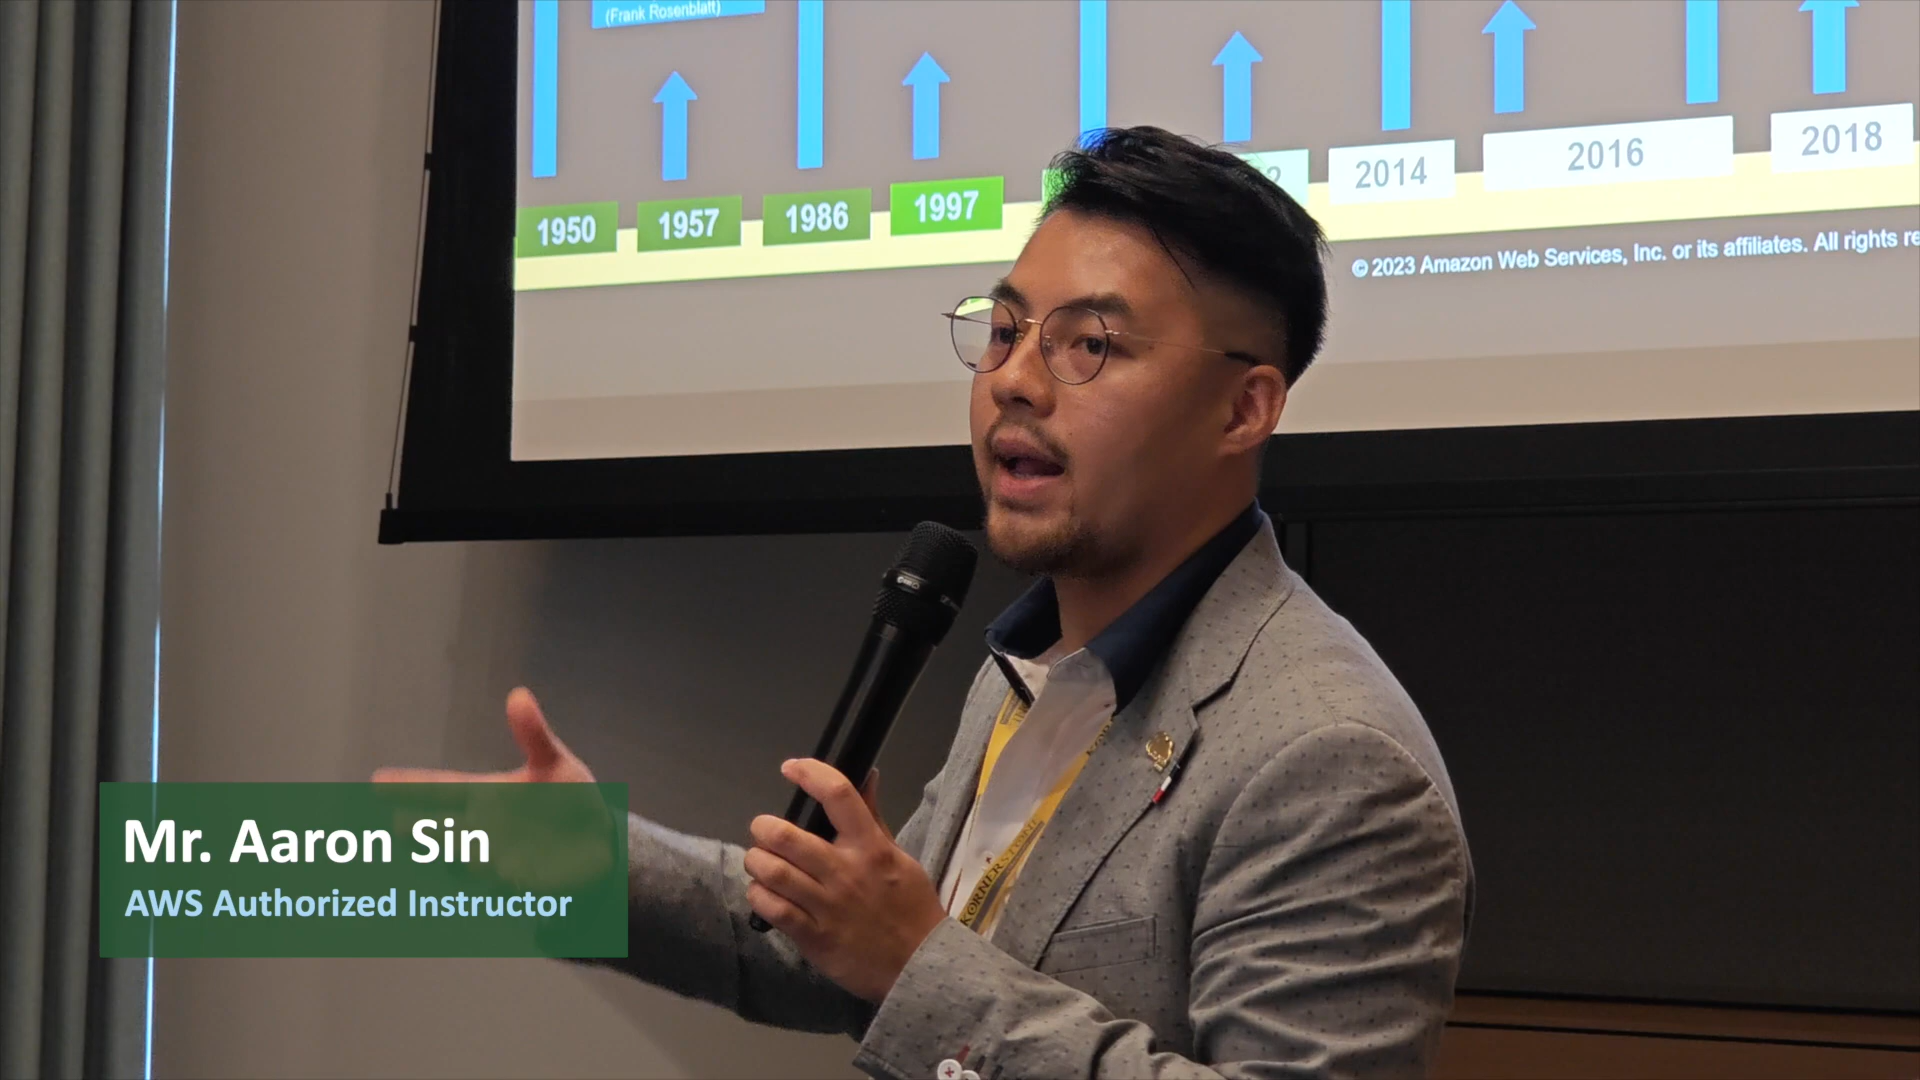 (Frank Rosenblatt)
1950
1957
1986
1997
2014
2016
2018
© 2023 Amazon Web Services, Inc. or its affiliates. All rights
Mr. Aaron Sin
AWS Authorized Instructor
KORNERSTONE